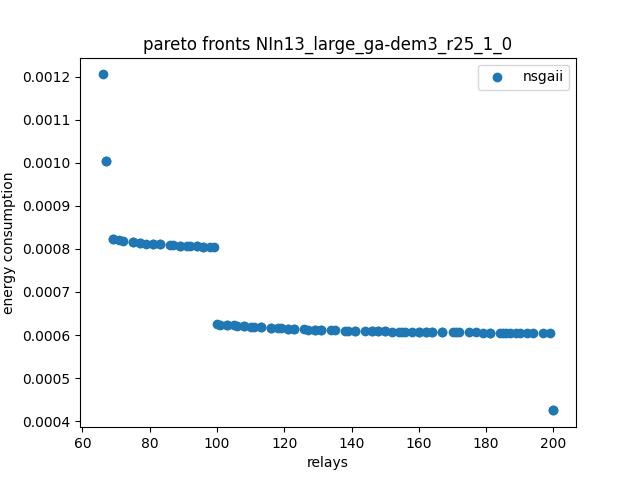 pareto fronts NIn13_large_ga-dem3_r25_1_0
nsgaii
energy consumption
0.0012
0.0011
0.0010
0.0009
0.0008
0.0007
0.0006
0.0005
0.0004
60 80 100 120 140 160 180 200
relays